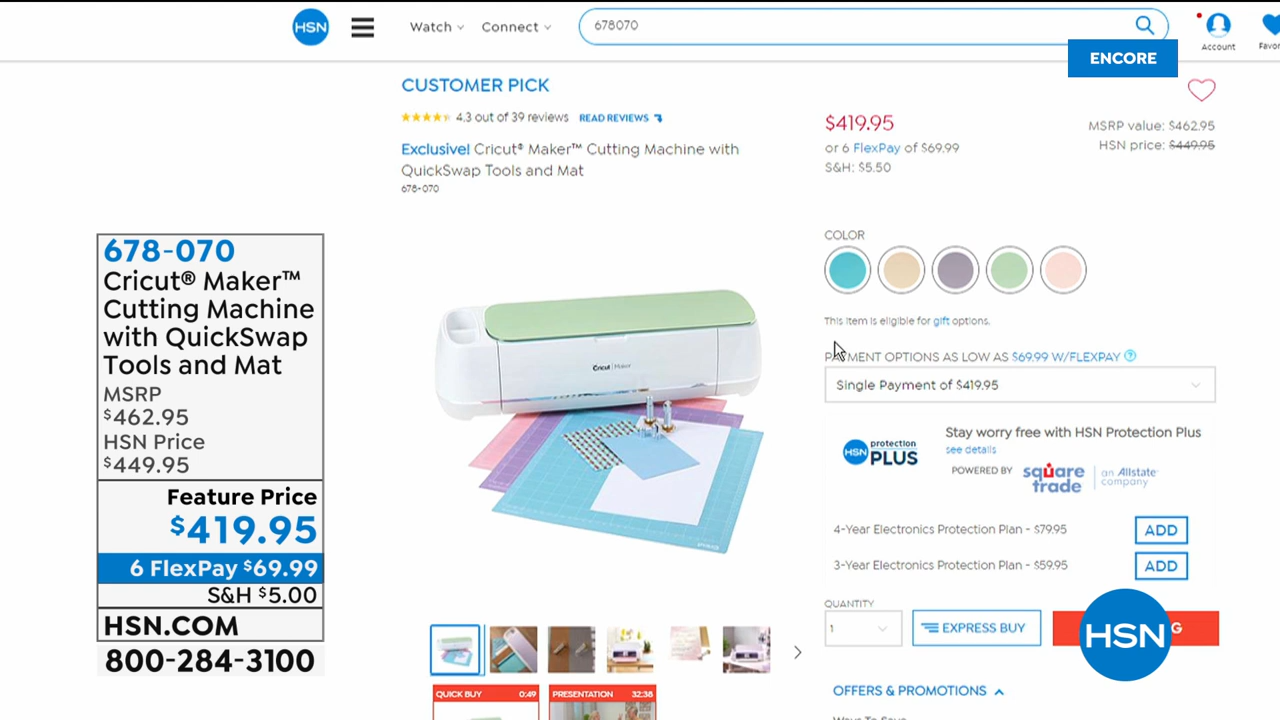 HSN
Watch
Connect
678070
Account
ENCORE
CUSTOMER PICK
4.3 out of 39 reviews READ REVIEWS
Exclusive! Cricut® Maker™ Cutting Machine with
QuickSwap Tools and Mat
678-070
$419.95
or 6 FlexPay of $69.99
S&H: $5.50
MSRP value: $462.95
HSN price: $449.95
COLOR
This item is eligible for gift options.
PAYMENT OPTIONS AS LOW AS $69.99 W/FLEXPAY ?
Single Payment of $419.95
HSN protection PLUS
Stay worry free with HSN Protection Plus
see details
POWERED BY square trade an Allstate company
4-Year Electronics Protection Plan - $79.95
ADD
3-Year Electronics Protection Plan - $59.95
ADD
QUANTITY
1
EXPRESS BUY
HSN
OFFERS & PROMOTIONS
Cricut | Maker
QUICK BUY 0:49
PRESENTATION 32:38
678-070
Cricut® Maker™
Cutting Machine
with QuickSwap
Tools and Mat
MSRP
$462.95
HSN Price
$449.95
Feature Price
$419.95
6 FlexPay $69.99
S&H $5.00
HSN.COM
800-284-3100